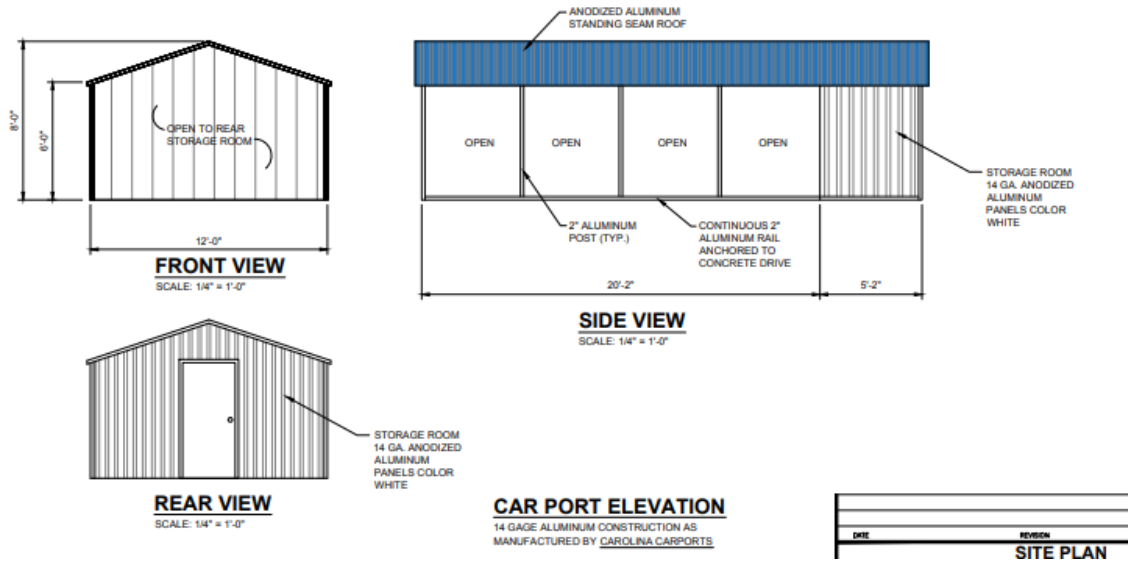 ANODIZED ALUMINUM
STANDING SEAM ROOF
8'-0"
6'-0"
OPEN TO REAR
STORAGE ROOM
12'-0"
FRONT VIEW
SCALE: 1/4" = 1'-0"
OPEN
OPEN
OPEN
OPEN
STORAGE ROOM
14 GA. ANODIZED
ALUMINUM
PANELS COLOR
WHITE
2" ALUMINUM
POST (TYP.)
CONTINUOUS 2"
ALUMINUM RAIL
ANCHORED TO
CONCRETE DRIVE
20'-2"
5'-2"
SIDE VIEW
SCALE: 1/4" = 1'-0"
STORAGE ROOM
14 GA. ANODIZED
ALUMINUM
PANELS COLOR
WHITE
REAR VIEW
SCALE: 1/4" = 1'-0"
CAR PORT ELEVATION
14 GAGE ALUMINUM CONSTRUCTION AS
MANUFACTURED BY CAROLINA CARPORTS
DATE REVISION
SITE PLAN